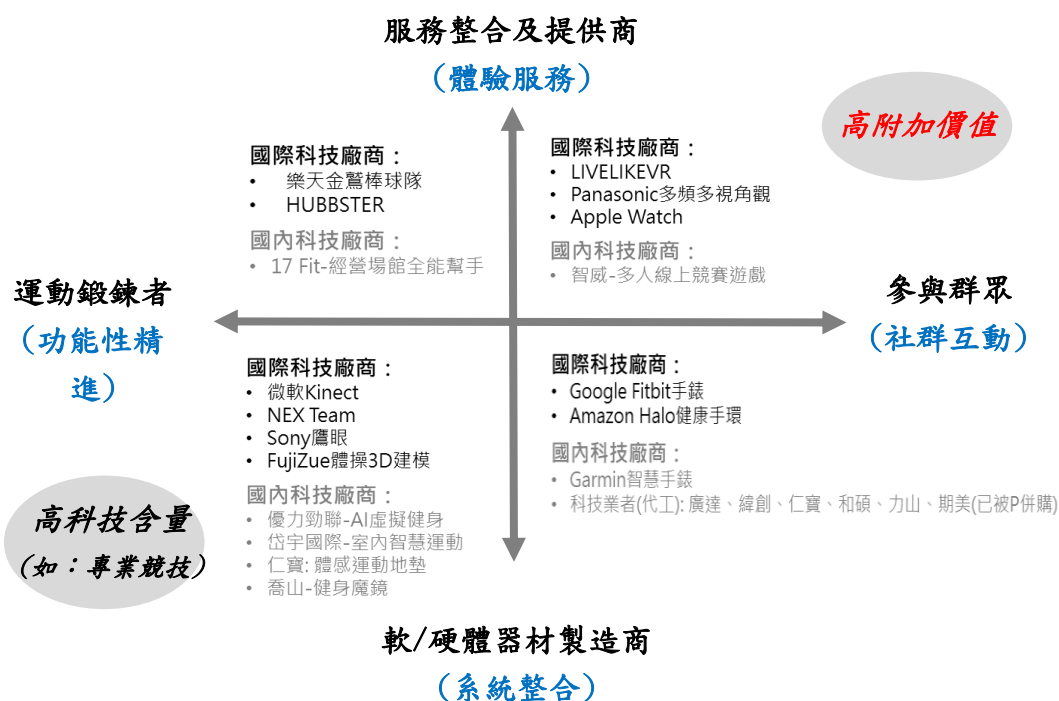 服務整合及提供商
（體驗服務）
高附加價值
國際科技廠商：
• 樂天金鷲棒球隊
• HUBBSTER
國內科技廠商：
• 17 Fit-經營場館全能幫手
國際科技廠商：
• LIVELIKEVR
• Panasonic多頻多視角觀
• Apple Watch
國內科技廠商：
• 智威-多人線上競賽遊戲
運動鍛鍊者
（功能性精
進）
參與群眾
（社群互動）
國際科技廠商：
• 微軟Kinect
• NEX Team
• Sony鷹眼
• FujiZue體操3D建模
國內科技廠商：
• 優力勁聯-AI虛擬健身
• 岱宇國際-室內智慧運動
• 仁寶: 體感運動地墊
• 喬山-健身魔鏡
國際科技廠商：
• Google Fitbit手錶
• Amazon Halo健康手環
國內科技廠商：
• Garmin智慧手錶
• 科技業者(代工): 廣達、緯創、仁寶、和碩、力山、期美(已被P併購)
高科技含量
（如：專業競技）
軟/硬體器材製造商
（系統整合）